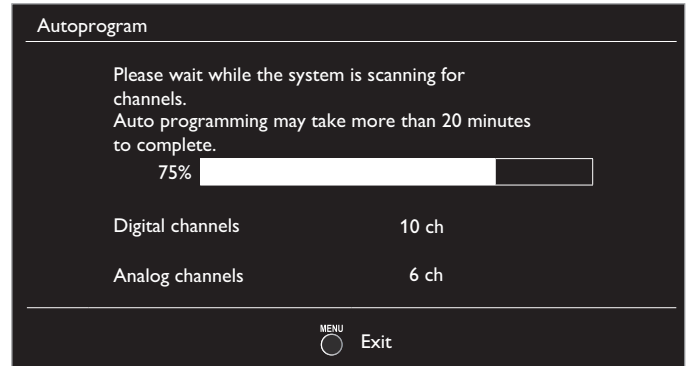 Autoprogram
Please wait while the system is scanning for
channels.
Auto programming may take more than 20 minutes
to complete.
75%
Digital channels 10 ch
Analog channels 6 ch
MENU Exit